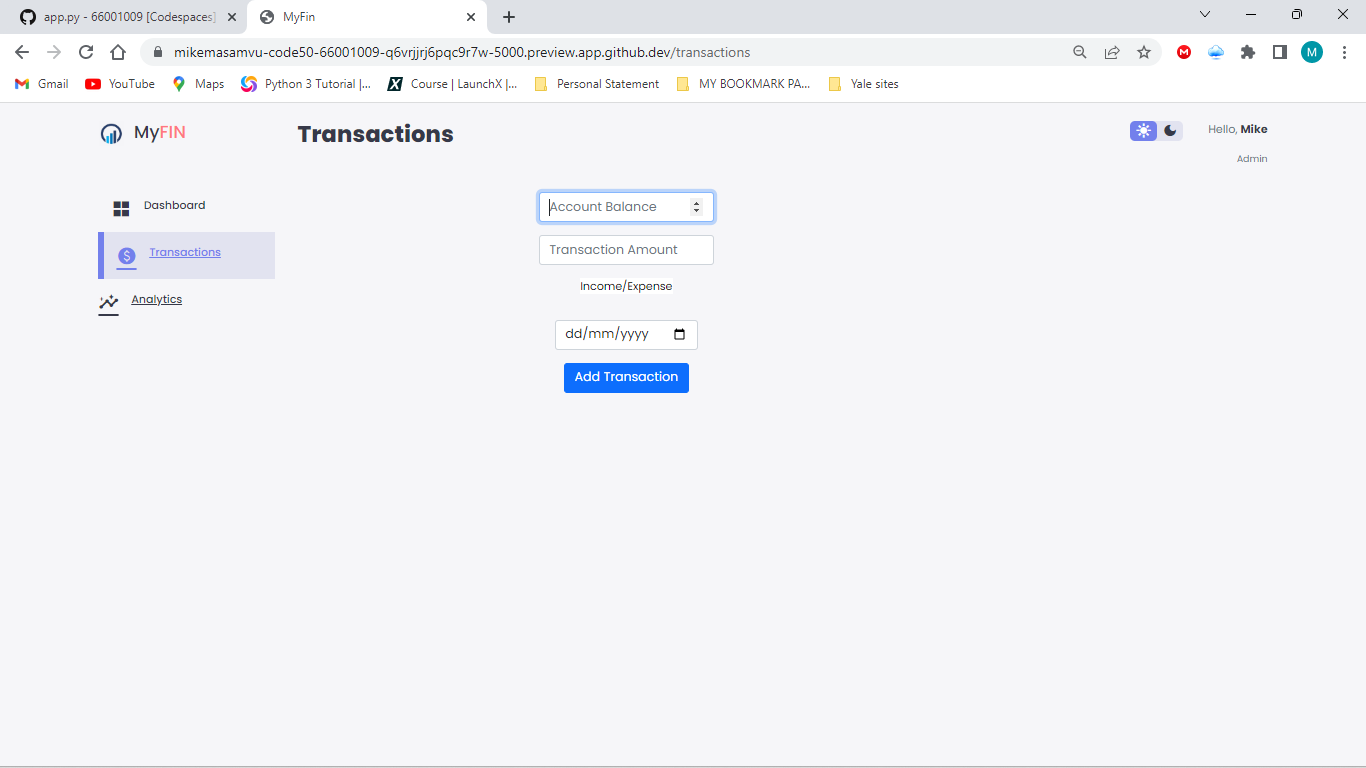 app.py - 66001009 [Codespaces]
MyFin
mikemasamvu-code50-66001009-q6vrjjrj6pqc9r7w-5000.preview.app.github.dev/transactions
M
M
Gmail
YouTube
Maps
Python 3 Tutorial |...
Course | LaunchX |...
Personal Statement
MY BOOKMARK PA...
Yale sites
MyFIN
Transactions
Hello, Mike
Admin
Dashboard
Transactions
Analytics
Account Balance
Transaction Amount
Income/Expense
dd/mm/yyyy
Add Transaction